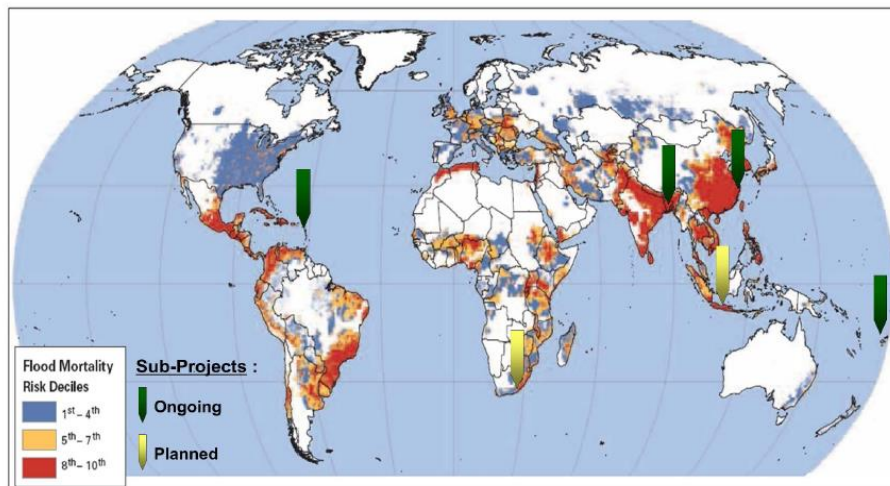 Flood Mortality
Risk Deciles
1st – 4th
5th – 7th
8th – 10th
Sub-Projects :
Ongoing
Planned